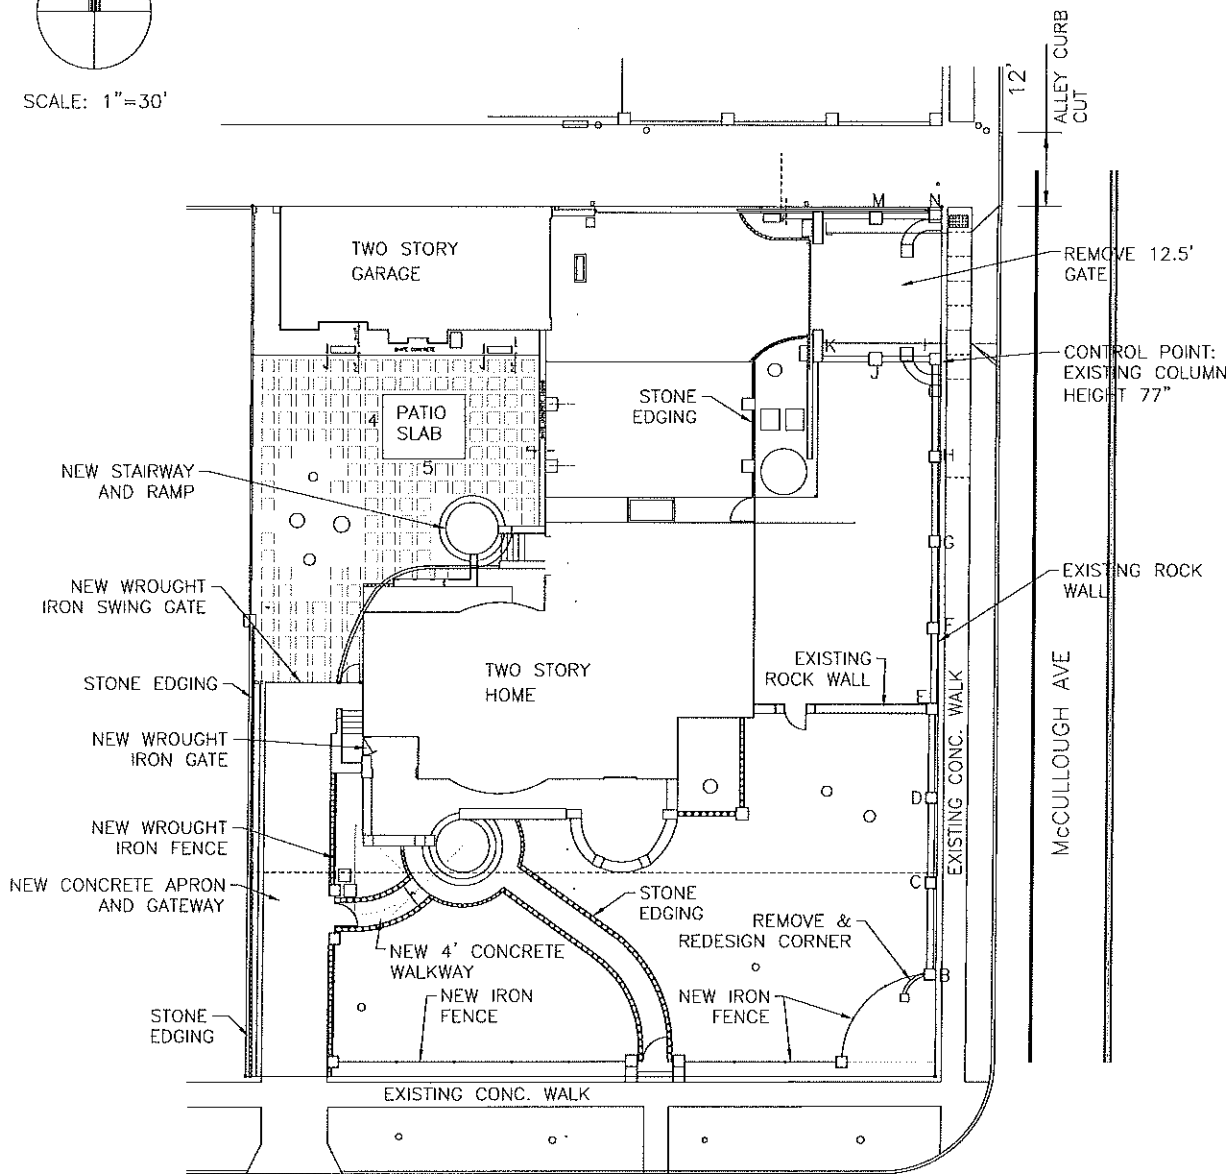 SCALE: 1"=30'
12'
ALLEY CURB
CUT
M
N
TWO STORY
GARAGE
REMOVE 12.5'
GATE
K
I
J
CONTROL POINT:
EXISTING COLUMN
HEIGHT 77"
STONE
EDGING
4
PATIO
SLAB
5
H
NEW STAIRWAY
AND RAMP
G
NEW WROUGHT
IRON SWING GATE
EXISTING ROCK
WALL
F
TWO STORY
HOME
EXISTING
ROCK WALL
STONE EDGING
E
NEW WROUGHT
IRON GATE
EXISTING CONC. WALK
McCULLOUGH AVE
D
NEW WROUGHT
IRON FENCE
NEW CONCRETE APRON
AND GATEWAY
C
STONE
EDGING
REMOVE &
REDESIGN CORNER
NEW 4' CONCRETE
WALKWAY
B
NEW IRON
FENCE
NEW IRON
FENCE
STONE
EDGING
EXISTING CONC. WALK